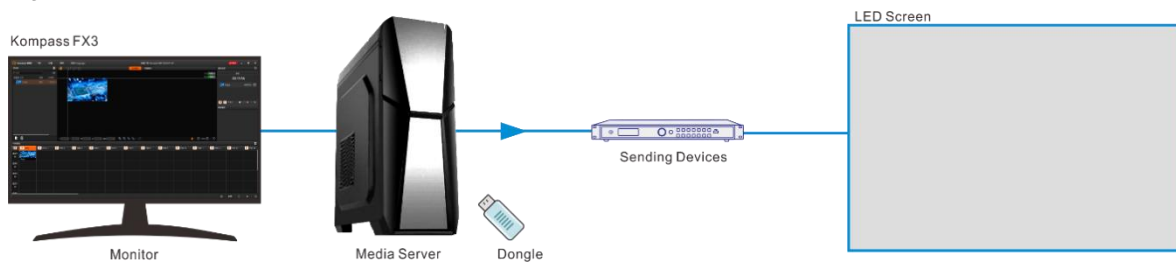 LED Screen
Kompass FX3
Sending Devices
Monitor
Media Server
Dongle